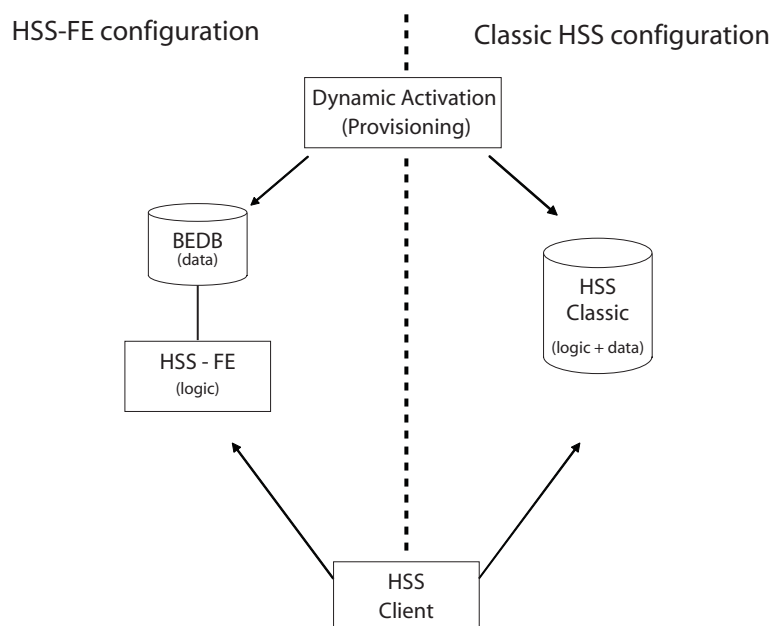 HSS-FE configuration
Classic HSS configuration
Dynamic Activation
(Provisioning)
BEDB
(data)
HSS - FE
(logic)
HSS
Classic
(logic + data)
HSS
Client